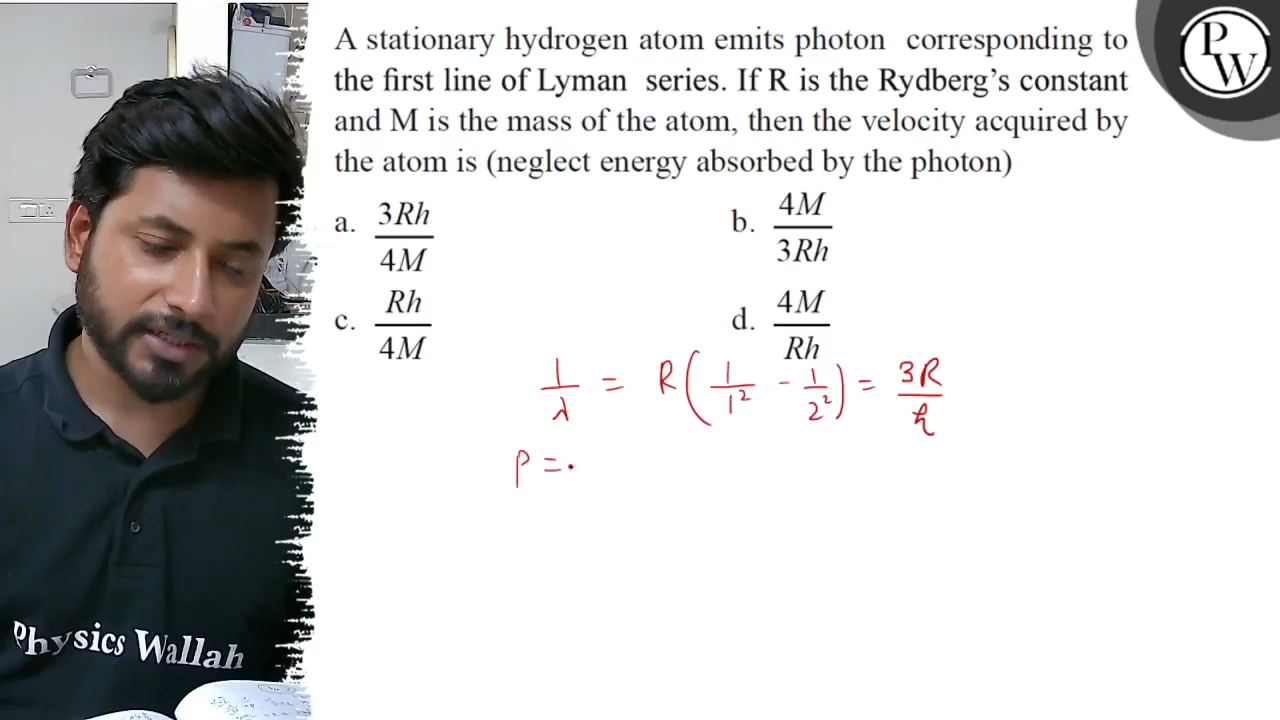 A stationary hydrogen atom emits photon corresponding to
the first line of Lyman series. If R is the Rydberg's constant
and M is the mass of the atom, then the velocity acquired by
the atom is (neglect energy absorbed by the photon)
a. 3Rh/4M b. 4M/3Rh
c. Rh/4M d. 4M/Rh
1/λ = R(1/1² - 1/2²) = 3R/
P =
Physics Wallah
PW